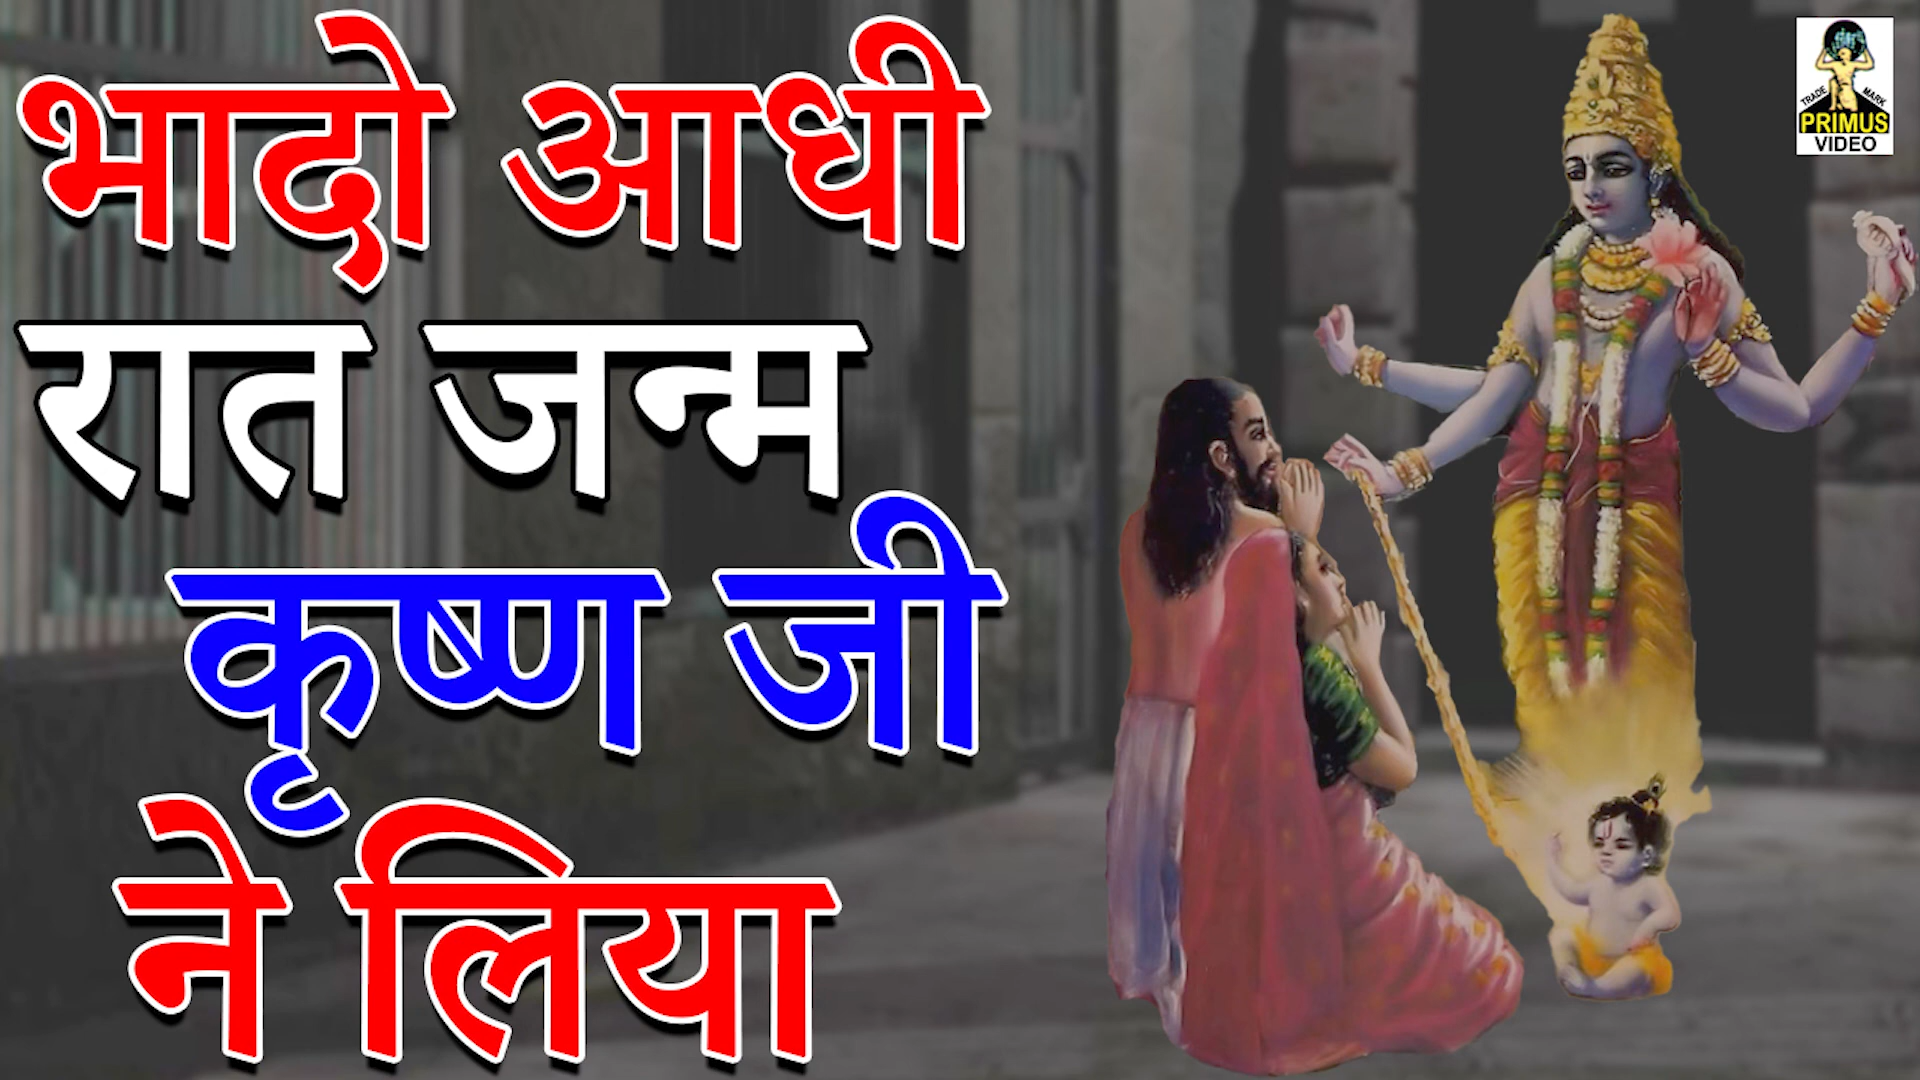 भादो आधी
रात जन्म
कृष्ण जी
ने लिया
TRADE MARK
PRIMUS
VIDEO